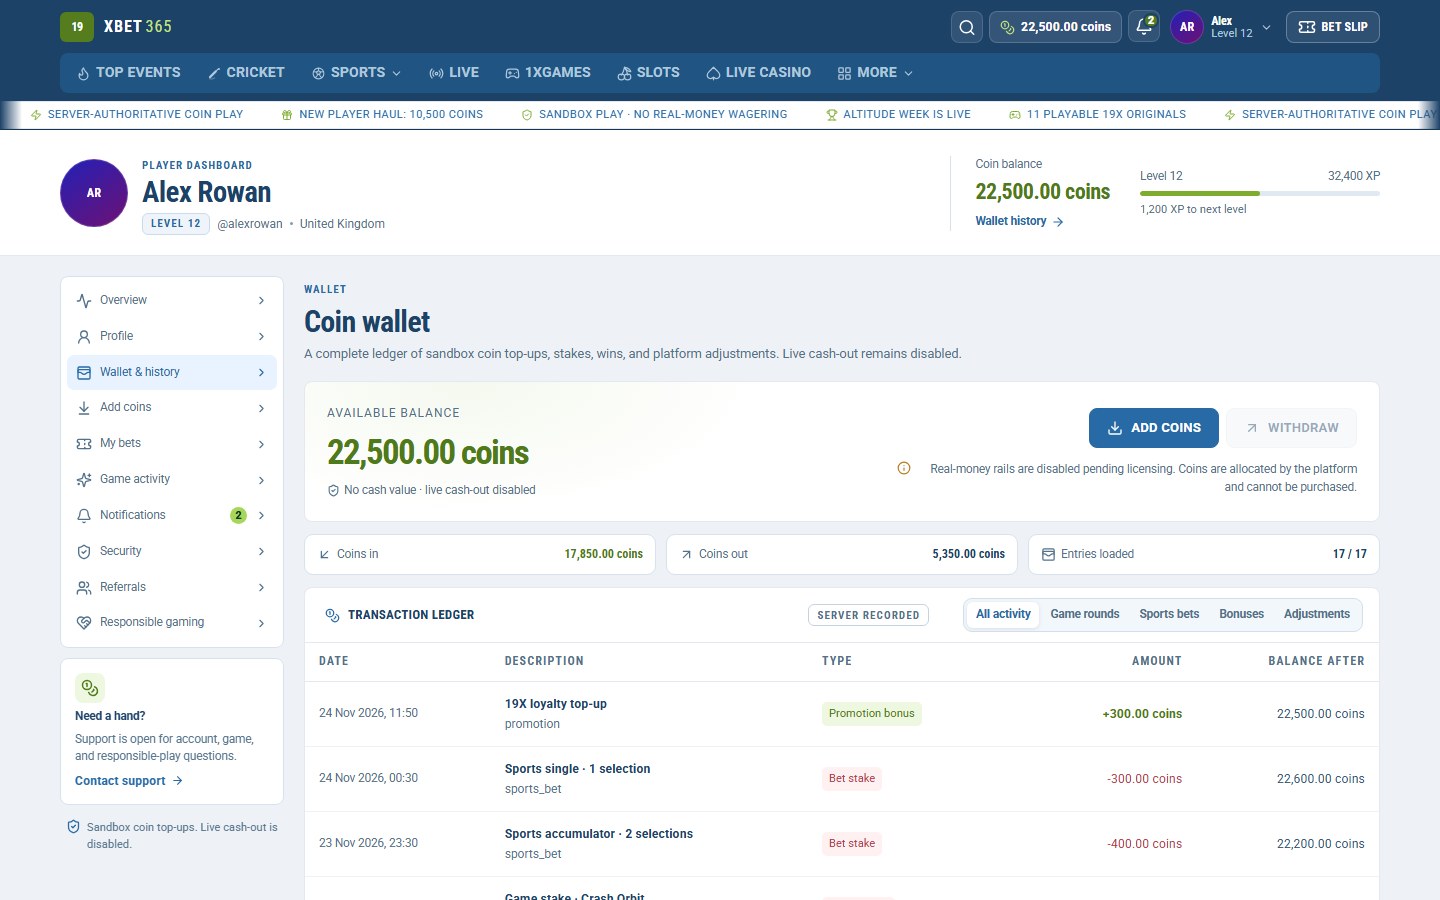 19 XBET 365
22,500.00 coins
2
AR
Alex
Level 12
BET SLIP
TOP EVENTS CRICKET SPORTS LIVE 1XGAMES SLOTS LIVE CASINO MORE
SERVER-AUTHORITATIVE COIN PLAY NEW PLAYER HAUL: 10,500 COINS SANDBOX PLAY · NO REAL-MONEY WAGERING ALTITUDE WEEK IS LIVE 11 PLAYABLE 19X ORIGINALS SERVER-AUTHORITATIVE COIN PLAY
AR
PLAYER DASHBOARD
Alex Rowan
LEVEL 12 @alexrowan • United Kingdom
Coin balance
22,500.00 coins
Wallet history
Level 12 32,400 XP
1,200 XP to next level
Overview
Profile
Wallet & history
Add coins
My bets
Game activity
Notifications 2
Security
Referrals
Responsible gaming
Need a hand?
Support is open for account, game,
and responsible-play questions.
Contact support
Sandbox coin top-ups. Live cash-out is
disabled.
WALLET
Coin wallet
A complete ledger of sandbox coin top-ups, stakes, wins, and platform adjustments. Live cash-out remains disabled.
AVAILABLE BALANCE
22,500.00 coins
No cash value · live cash-out disabled
ADD COINS WITHDRAW
Real-money rails are disabled pending licensing. Coins are allocated by the platform
and cannot be purchased.
Coins in 17,850.00 coins
Coins out 5,350.00 coins
Entries loaded 17 / 17
TRANSACTION LEDGER SERVER RECORDED All activity Game rounds Sports bets Bonuses Adjustments
DATE DESCRIPTION TYPE AMOUNT BALANCE AFTER
24 Nov 2026, 11:50 19X loyalty top-up Promotion bonus +300.00 coins 22,500.00 coins
promotion
24 Nov 2026, 00:30 Sports single · 1 selection Bet stake -300.00 coins 22,600.00 coins
sports_bet
23 Nov 2026, 23:30 Sports accumulator · 2 selections Bet stake -400.00 coins 22,200.00 coins
sports_bet
Game stake · Crash Orbit